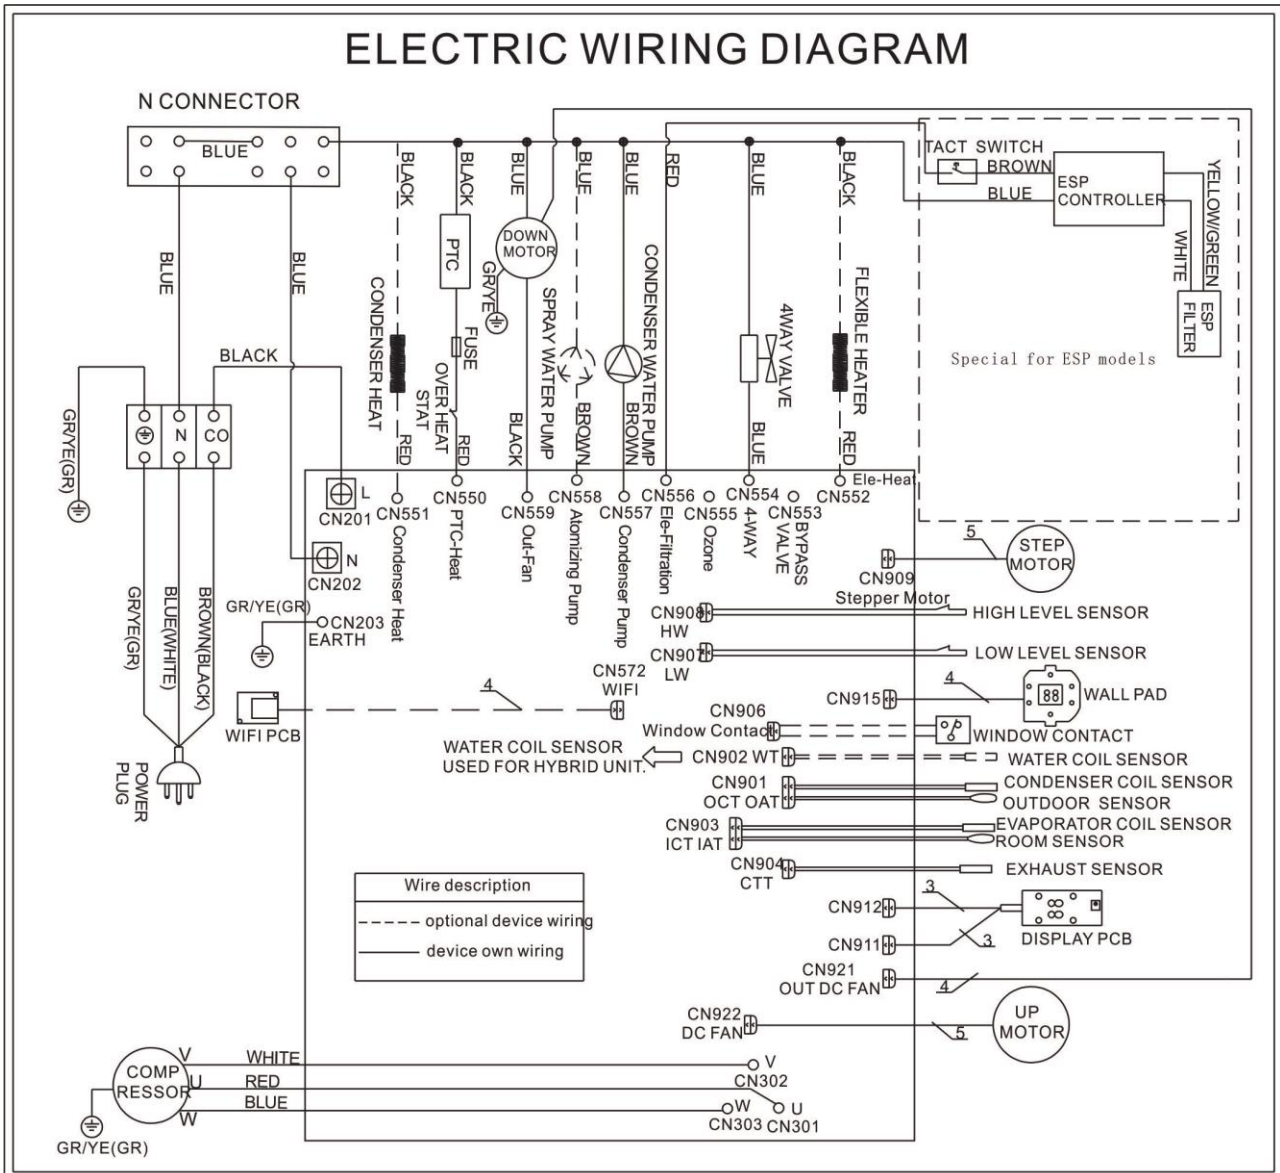 ELECTRIC WIRING DIAGRAM
N CONNECTOR
BLUE
BLACK
BLACK
BLUE
BLUE
BLUE
RED
BLUE
BLACK
TACT SWITCH
BROWN
BLUE
ESP
CONTROLLER
YELLOW/GREEN
WHITE
ESP
FILTER
Special for ESP models
BLUE
BLUE
PTC
DOWN
MOTOR
GR/YE
CONDENSER HEAT
FUSE
OVER HEAT
STAT
SPRAY WATER PUMP
CONDENSER WATER PUMP
4WAY VALVE
FLEXIBLE HEATER
BLACK
GR/YE(GR)
N
CO
RED
RED
BLACK
BROWN
BROWN
BLUE
RED
L
CN201
N
CN202
CN551
Condenser Heat
CN550
PTC-Heat
CN559
Out-Fan
CN558
Atomizing Pump
CN557
Condenser Pump
CN556
Ele-Filtration
CN555
Ozone
CN554
4-WAY
CN553
BYPASS
VALVE
CN552
Ele-Heat
GR/YE(GR)
BLUE(WHITE)
BROWN(BLACK)
GR/YE(GR)
CN203
EARTH
5
STEP
MOTOR
CN909
Stepper Motor
CN908
HW
HIGH LEVEL SENSOR
CN907
LW
LOW LEVEL SENSOR
CN572
WIFI
4
WIFI PCB
CN915
4
88
WALL PAD
CN906
Window Contact
WINDOW CONTACT
WATER COIL SENSOR
USED FOR HYBRID UNIT.
CN902 WT
WATER COIL SENSOR
CN901
OCT OAT
CONDENSER COIL SENSOR
OUTDOOR SENSOR
CN903
ICT IAT
EVAPORATOR COIL SENSOR
ROOM SENSOR
CN904
CTT
EXHAUST SENSOR
POWER
PLUG
Wire description
optional device wiring
device own wiring
CN912
3
CN911
3
DISPLAY PCB
CN921
OUT DC FAN
4
CN922
DC FAN
5
UP
MOTOR
COMP
RESSOR
V
WHITE
U
RED
W
BLUE
GR/YE(GR)
V
CN302
W
CN303
U
CN301